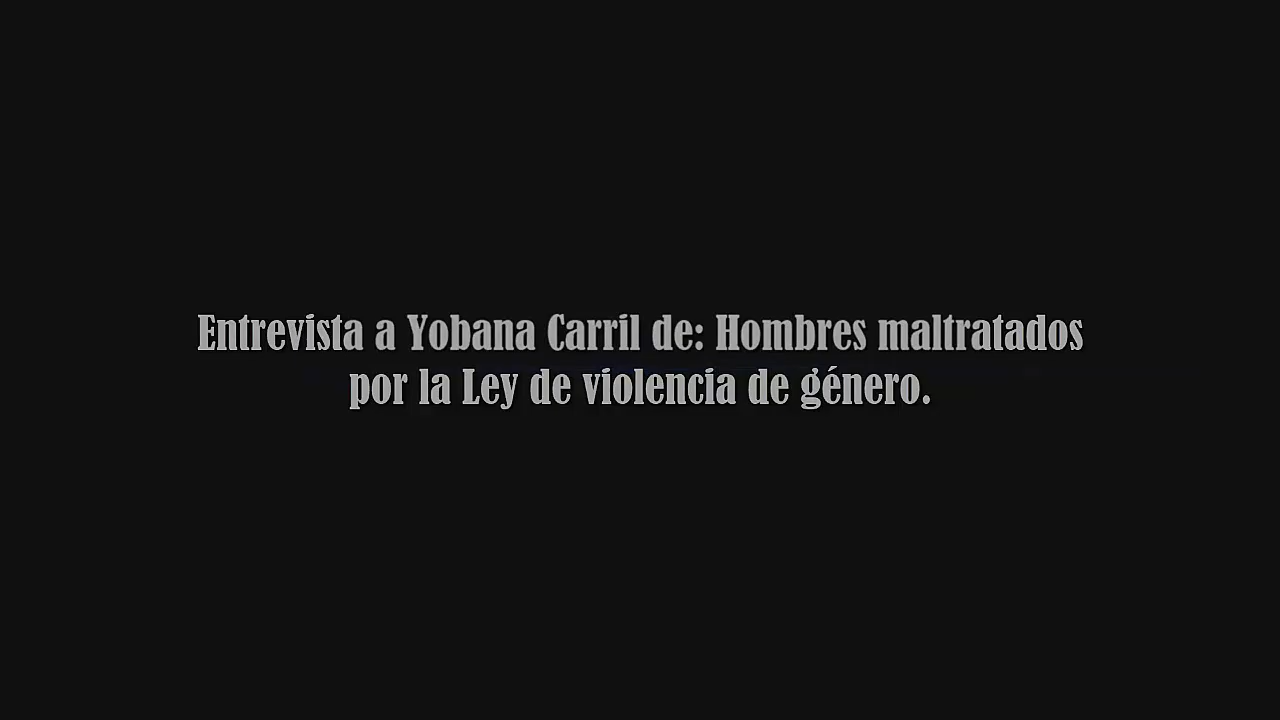 Entrevista a Yobana Carril de: Hombres maltratados
por la Ley de violencia de género.